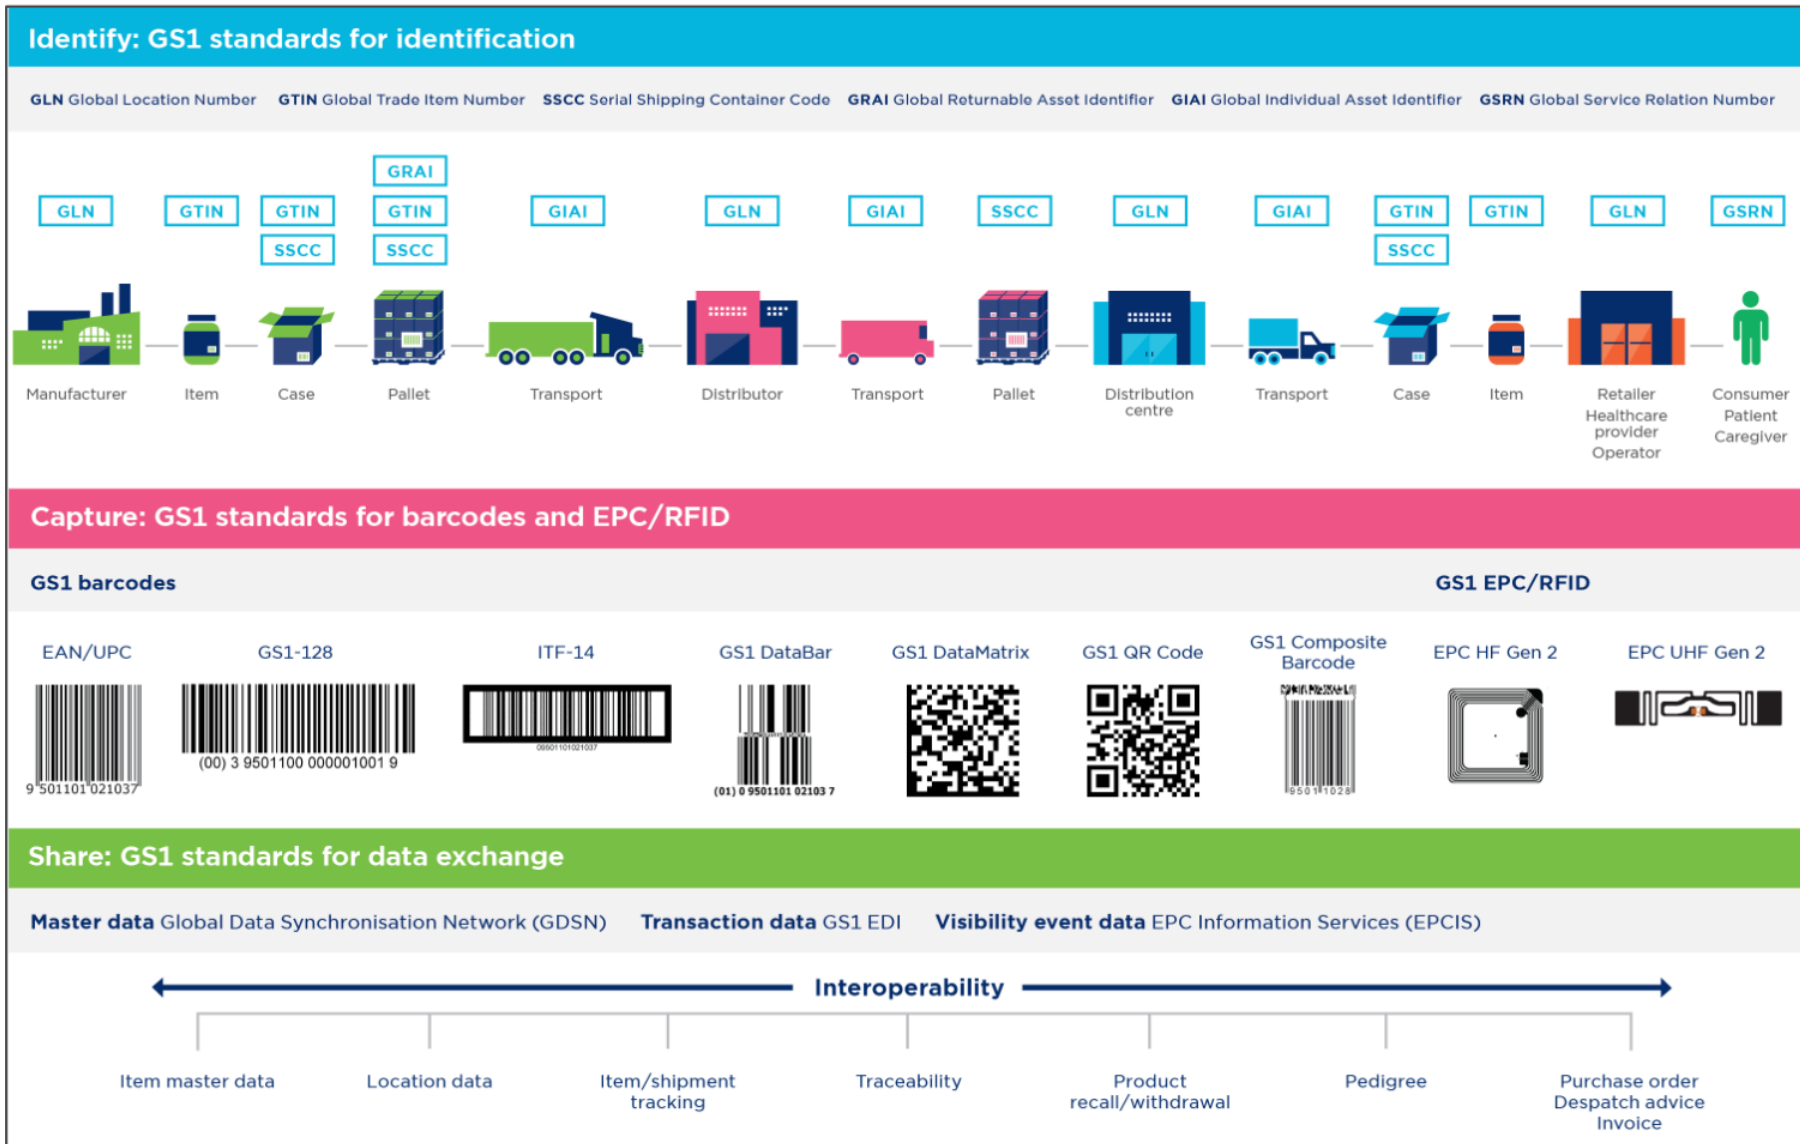 Identify: GS1 standards for identification
GLN Global Location Number GTIN Global Trade Item Number SSCC Serial Shipping Container Code GRAI Global Returnable Asset Identifier GIAI Global Individual Asset Identifier GSRN Global Service Relation Number
GRAI
GLN GTIN GTIN GTIN GIAI GLN GIAI SSCC GLN GIAI GTIN GTIN GLN GSRN
SSCC SSCC SSCC
Manufacturer Item Case Pallet Transport Distributor Transport Pallet Distribution Transport Case Item Retailer Consumer
centre Healthcare Patient
provider Caregiver
Operator
Capture: GS1 standards for barcodes and EPC/RFID
GS1 barcodes GS1 EPC/RFID
EAN/UPC GS1-128 ITF-14 GS1 DataBar GS1 DataMatrix GS1 QR Code GS1 Composite EPC HF Gen 2 EPC UHF Gen 2
Barcode
09501101021037
(00) 3 9501100 000001001 9
9 501101 021037 (01) 0 9501101 02103 7 9501 1028
Share: GS1 standards for data exchange
Master data Global Data Synchronisation Network (GDSN) Transaction data GS1 EDI Visibility event data EPC Information Services (EPCIS)
Interoperability
Item master data Location data Item/shipment Traceability Product Pedigree Purchase order
tracking recall/withdrawal Despatch advice
Invoice